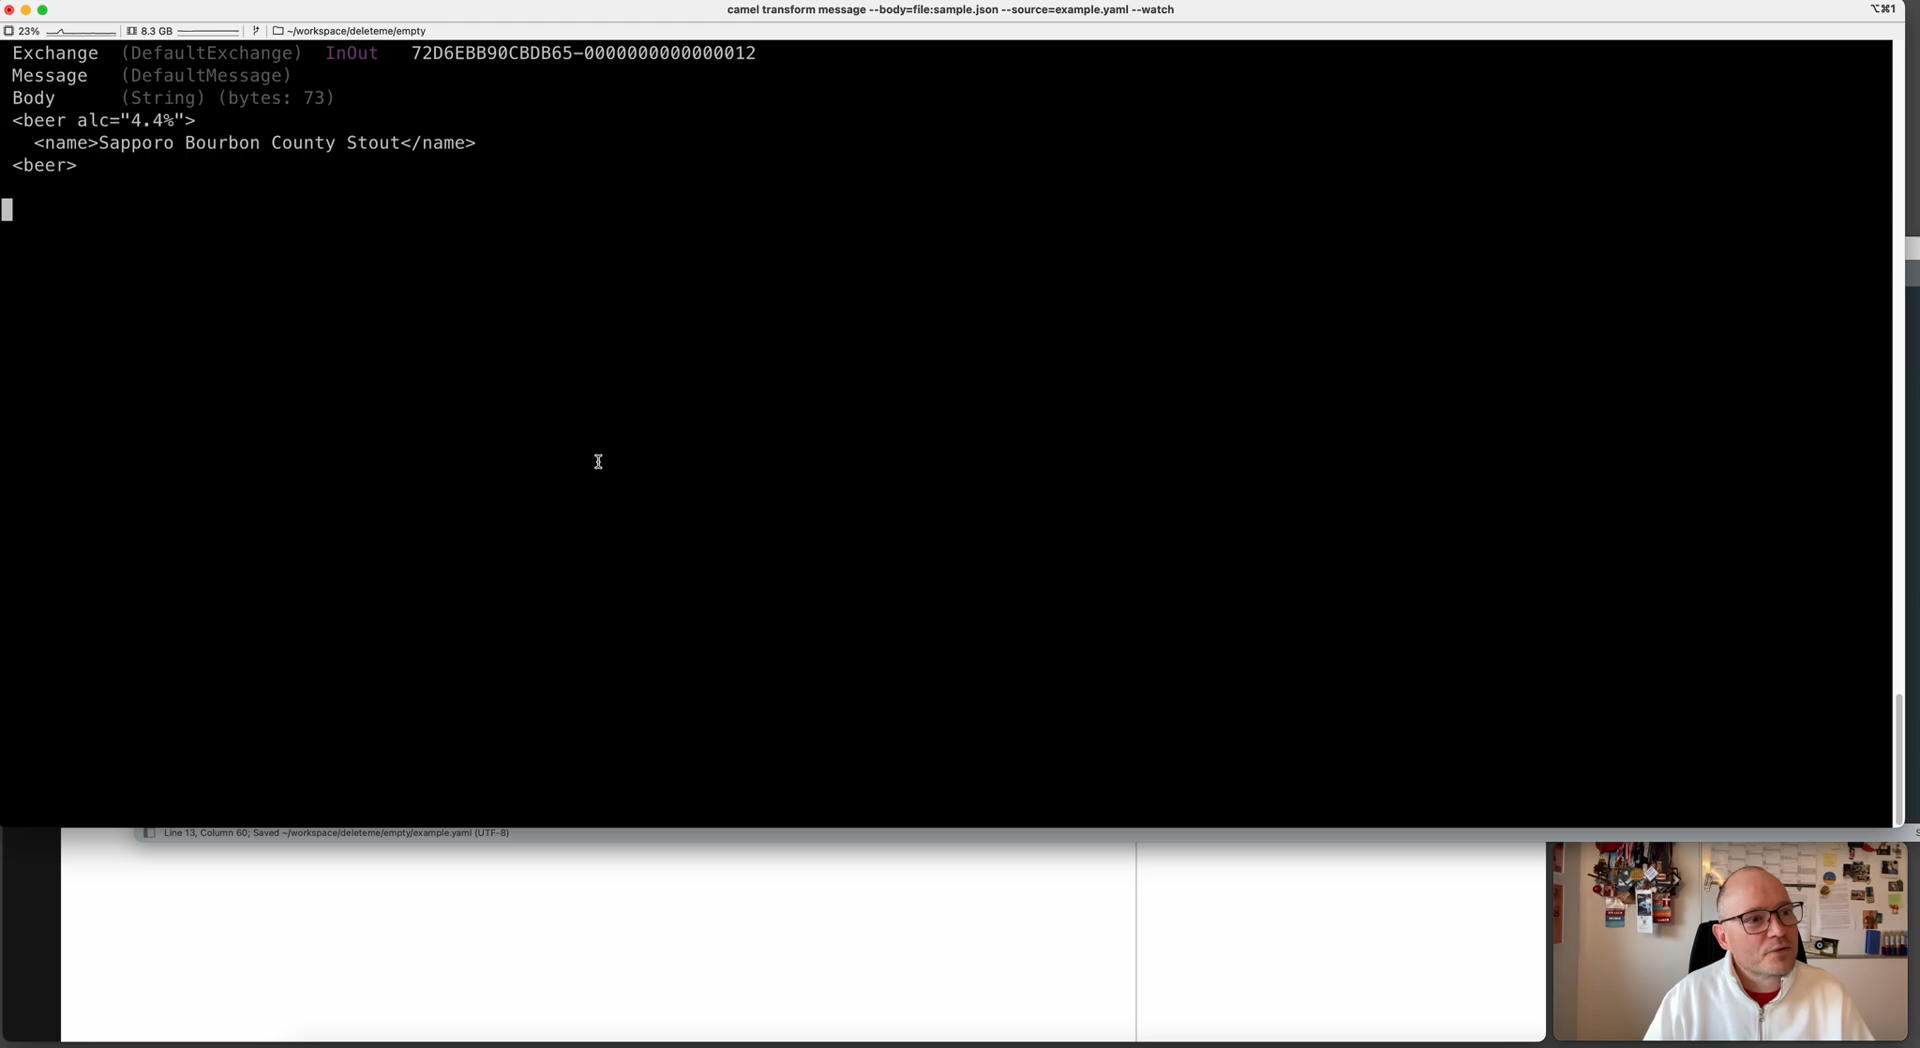 camel transform message --body=file:sample.json --source=example.yaml --watch
⌥⌘1
23%
8.3 GB
~/workspace/deleteme/empty
Exchange (DefaultExchange) InOut 72D6EBB90CBDB65-0000000000000012
Message (DefaultMessage)
Body (String) (bytes: 73)
<beer alc="4.4%">
  <name>Sapporo Bourbon County Stout</name>
<beer>
Line 13, Column 60; Saved ~/workspace/deleteme/empty/example.yaml (UTF-8)